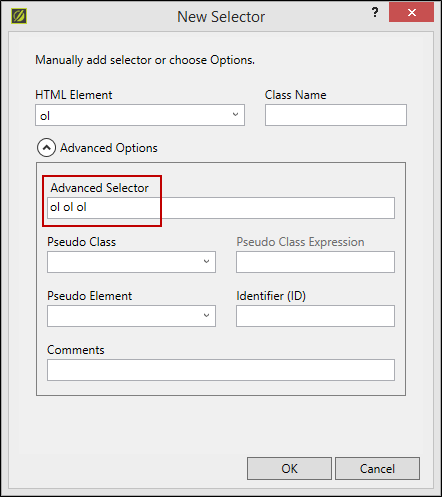 New Selector
Manually add selector or choose Options.
HTML Element Class Name
ol
Advanced Options
Advanced Selector
ol ol ol
Pseudo Class Pseudo Class Expression
Pseudo Element Identifier (ID)
Comments
OK Cancel